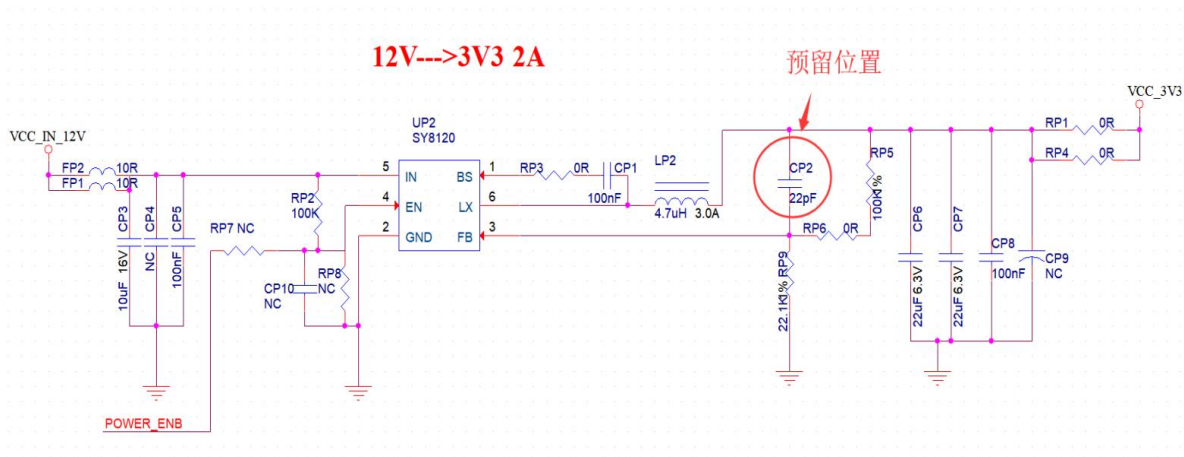 12V--->3V3 2A
预留位置
VCC_3V3
VCC_IN_12V
UP2
SY8120
RP1 0R
RP4 0R
FP2 10R
FP1 10R
5 IN
BS 1
RP3 0R
CP1
100nF
LP2
4.7uH 3.0A
CP2
22pF
RP5
100K 1%
4 EN
LX 6
2 GND
FB 3
RP2
100K
RP7 NC
RP6 0R
CP3
10uF 16V
CP4
NC
CP5
100nF
CP10
NC
RP8
NC
RP9
22.1K 1%
CP6
22uF 6.3V
CP7
22uF 6.3V
CP8
100nF
CP9
NC
POWER_ENB